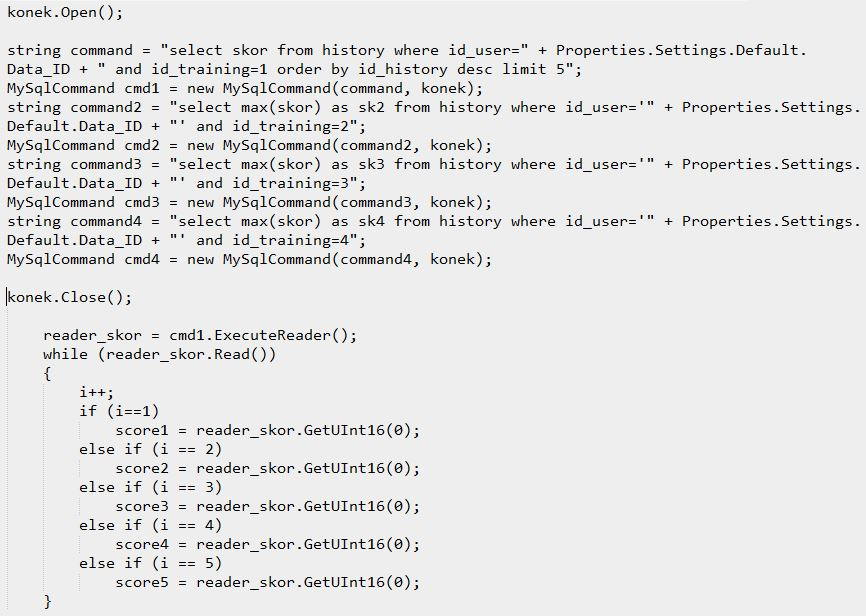 konek.Open();
string command = "select skor from history where id_user=" + Properties.Settings.Default.
Data_ID + " and id_training=1 order by id_history desc limit 5";
MySqlCommand cmd1 = new MySqlCommand(command, konek);
string command2 = "select max(skor) as sk2 from history where id_user='" + Properties.Settings.
Default.Data_ID + "' and id_training=2";
MySqlCommand cmd2 = new MySqlCommand(command2, konek);
string command3 = "select max(skor) as sk3 from history where id_user='" + Properties.Settings.
Default.Data_ID + "' and id_training=3";
MySqlCommand cmd3 = new MySqlCommand(command3, konek);
string command4 = "select max(skor) as sk4 from history where id_user='" + Properties.Settings.
Default.Data_ID + "' and id_training=4";
MySqlCommand cmd4 = new MySqlCommand(command4, konek);
konek.Close();
reader_skor = cmd1.ExecuteReader();
while (reader_skor.Read())
{
i++;
if (i==1)
score1 = reader_skor.GetUInt16(0);
else if (i == 2)
score2 = reader_skor.GetUInt16(0);
else if (i == 3)
score3 = reader_skor.GetUInt16(0);
else if (i == 4)
score4 = reader_skor.GetUInt16(0);
else if (i == 5)
score5 = reader_skor.GetUInt16(0);
}